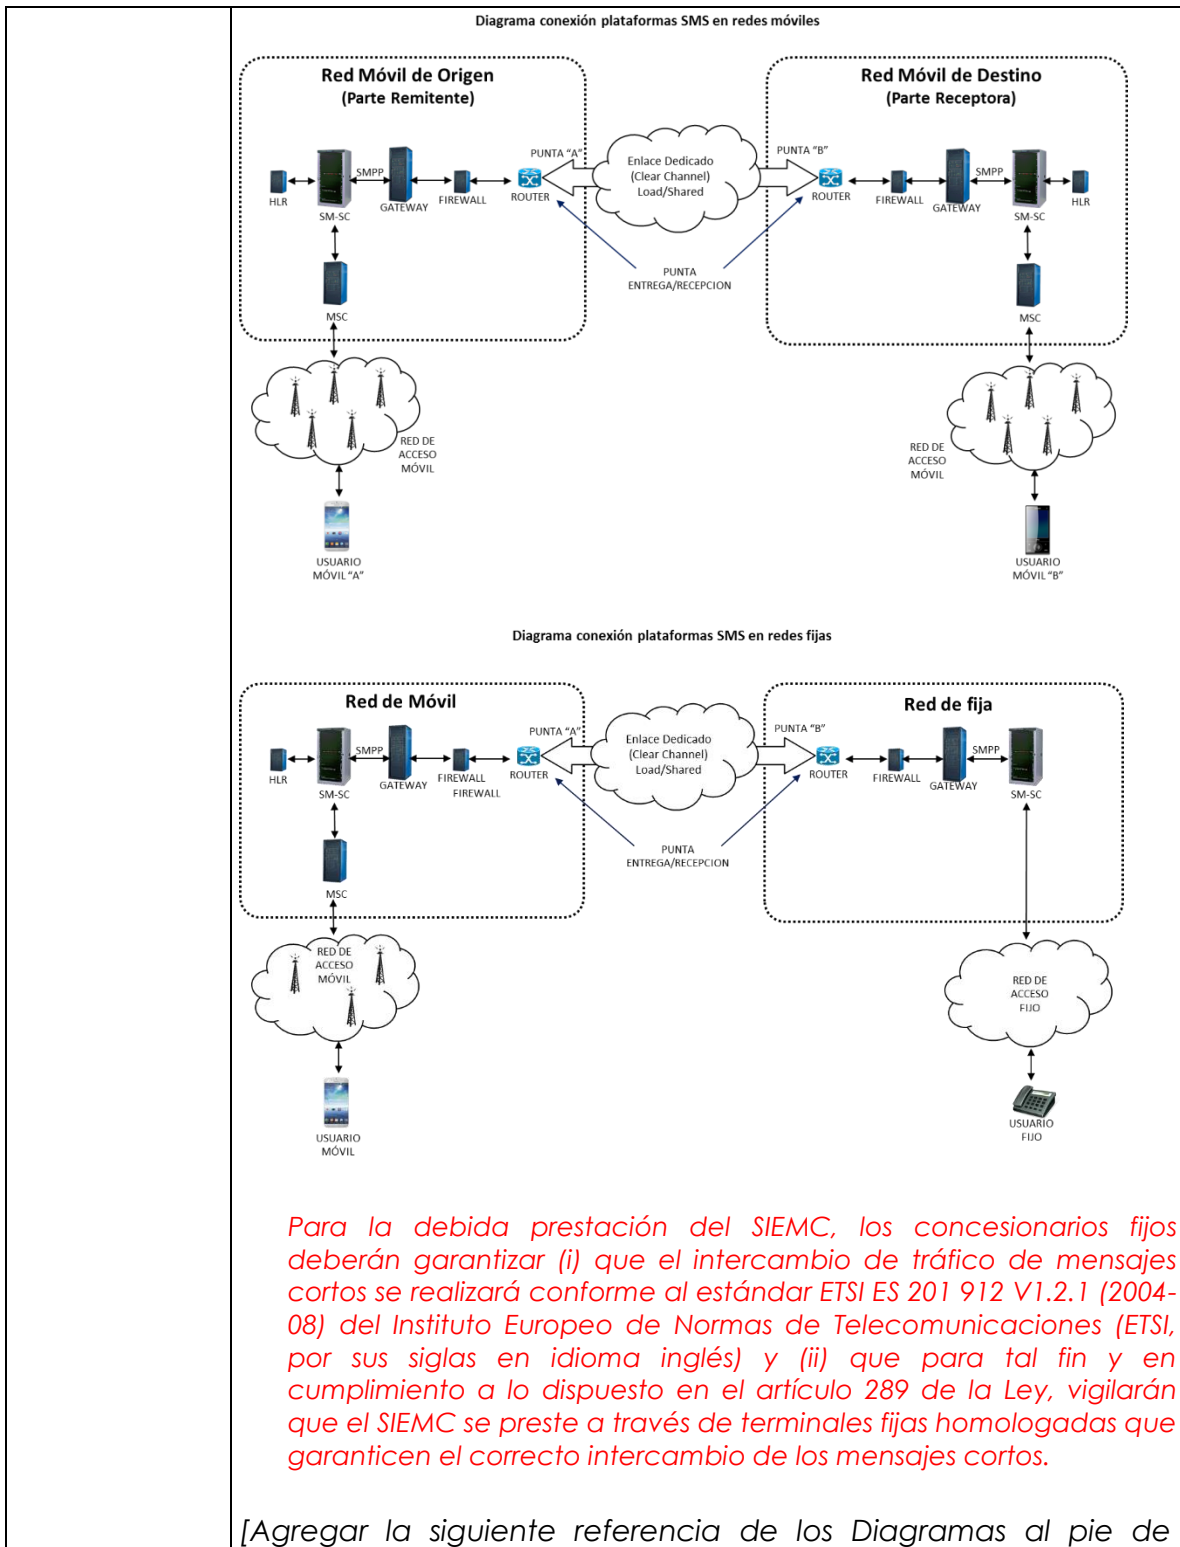 Diagrama conexión plataformas SMS en redes móviles
Red Móvil de Origen
(Parte Remitente)
Red Móvil de Destino
(Parte Receptora)
PUNTA "A"
Enlace Dedicado
(Clear Channel)
Load/Shared
PUNTA "B"
HLR
SM-SC
SMPP
GATEWAY
FIREWALL
ROUTER
ROUTER
FIREWALL
GATEWAY
SMPP
SM-SC
HLR
PUNTA
ENTREGA/RECEPCION
MSC
MSC
RED DE
ACCESO
MÓVIL
RED DE
ACCESO
MÓVIL
USUARIO
MÓVIL "A"
USUARIO
MÓVIL "B"
Diagrama conexión plataformas SMS en redes fijas
Red de Móvil
Red de fija
PUNTA "A"
Enlace Dedicado
(Clear Channel)
Load/Shared
PUNTA "B"
HLR
SM-SC
SMPP
GATEWAY
FIREWALL
FIREWALL
ROUTER
ROUTER
FIREWALL
GATEWAY
SMPP
SM-SC
PUNTA
ENTREGA/RECEPCION
MSC
RED DE
ACCESO
MÓVIL
RED DE
ACCESO
FIJO
USUARIO
MÓVIL
USUARIO
FIJO
Para la debida prestación del SIEMC, los concesionarios fijos
deberán garantizar (i) que el intercambio de tráfico de mensajes
cortos se realizará conforme al estándar ETSI ES 201 912 V1.2.1 (2004-
08) del Instituto Europeo de Normas de Telecomunicaciones (ETSI,
por sus siglas en idioma inglés) y (ii) que para tal fin y en
cumplimiento a lo dispuesto en el artículo 289 de la Ley, vigilarán
que el SIEMC se preste a través de terminales fijas homologadas que
garanticen el correcto intercambio de los mensajes cortos.
[Agregar la siguiente referencia de los Diagramas al pie de